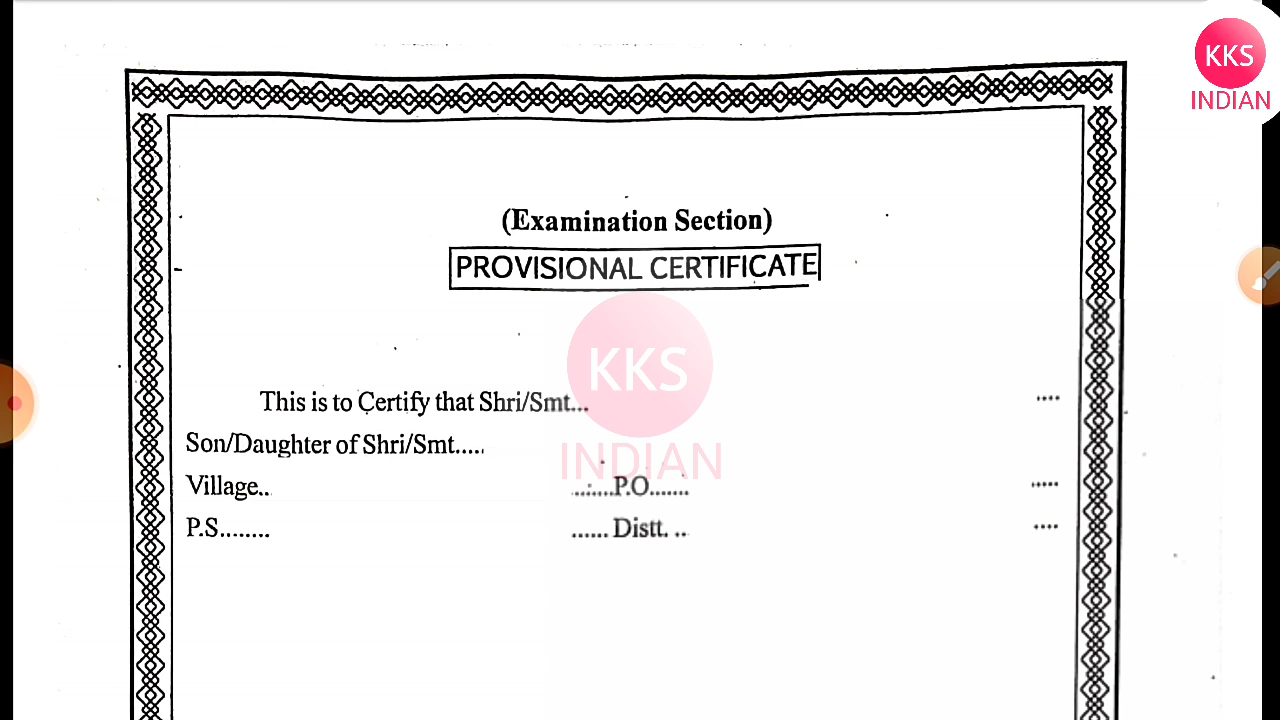 KKS
INDIAN
(Examination Section)
PROVISIONAL CERTIFICATE
KKS
INDIAN
This is to Certify that Shri/Smt... ....
Son/Daughter of Shri/Smt.....
Village.. ........P.O....... .....
P.S........ ...... Distt. .. ....